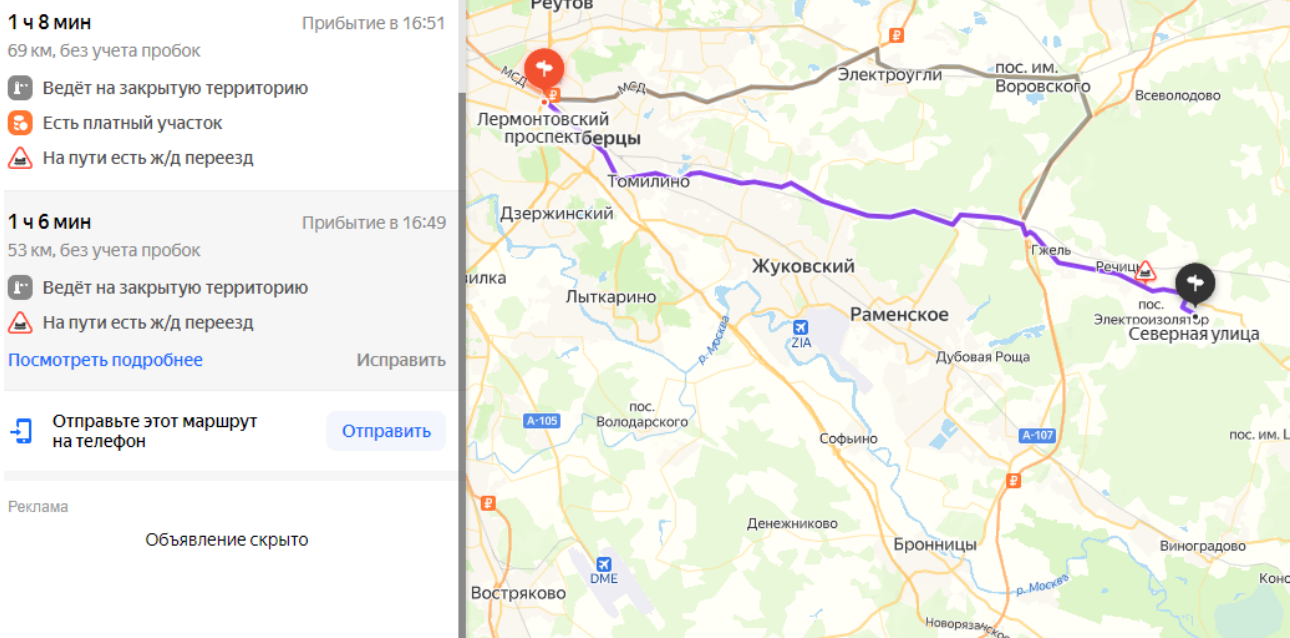 1 ч 8 мин
Прибытие в 16:51
69 км, без учета пробок
Ведёт на закрытую территорию
Есть платный участок
На пути есть ж/д переезд
1 ч 6 мин
Прибытие в 16:49
53 км, без учета пробок
Ведёт на закрытую территорию
На пути есть ж/д переезд
Посмотреть подробнее
Исправить
Отправьте этот маршрут
на телефон
Отправить
Реклама
Объявление скрыто
Реутов
МСД
МСД
Электроугли
пос. им.
Воровского
Всеволодово
Лермонтовский
проспект
берцы
Томилино
Дзержинский
Гжель
Речицы
илка
Жуковский
Лыткарино
пос.
Электроизолятор
Северная улица
Раменское
р. Москва
ZIA
Дубовая Роща
пос.
Володарского
А-105
А-107
Софьино
пос. им. Ц
Денежниково
Бронницы
Виноградово
DME
р. Москва
Востряково
Коно
Новорязанско